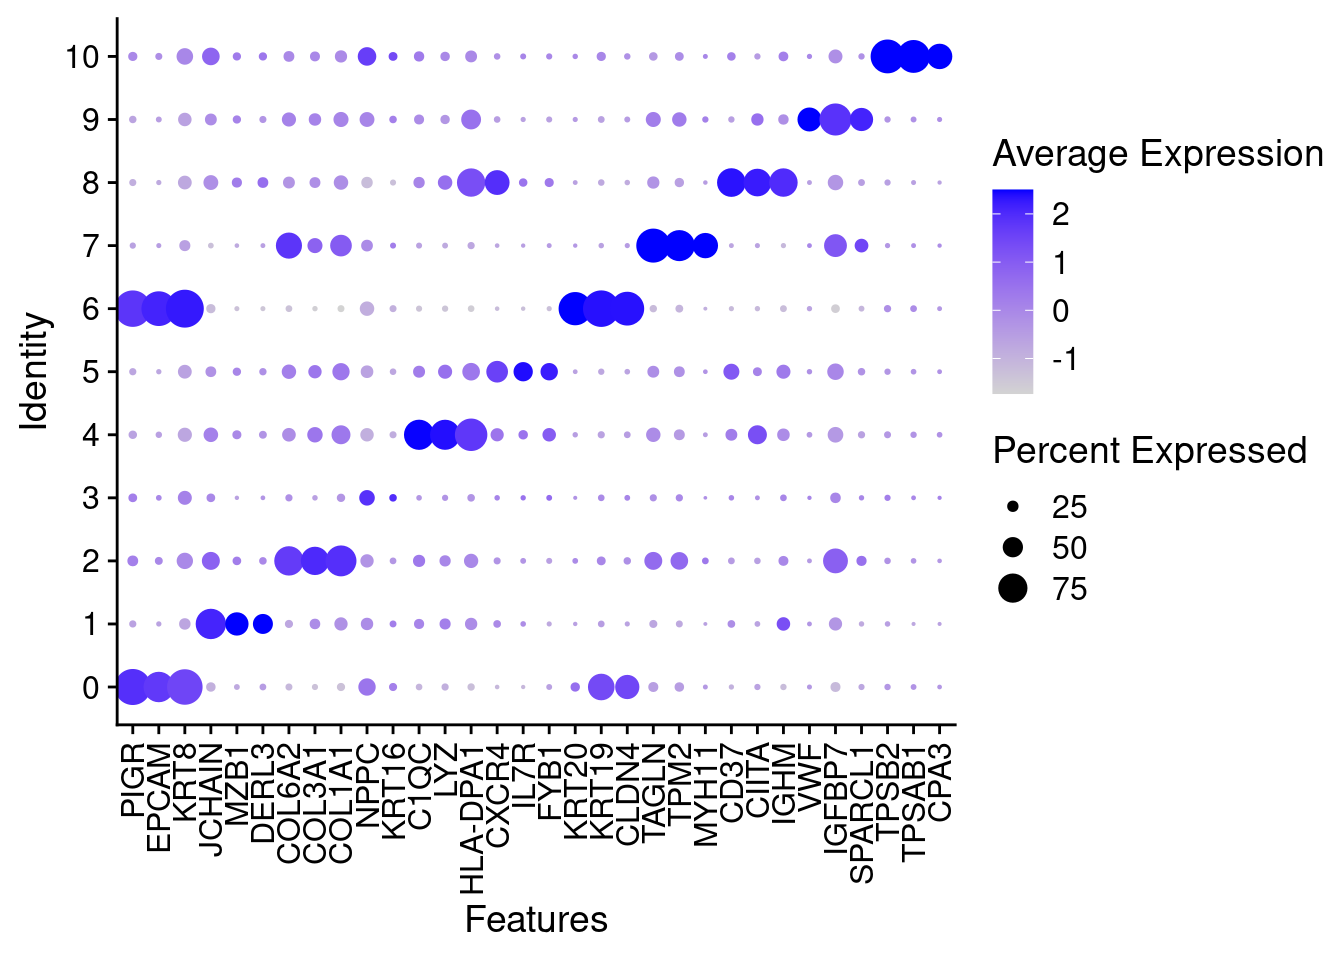 10
9
8
7
6
5
4
3
2
1
0
Identity
PIGR
EPCAM
KRT8
JCHAIN
MZB1
DERL3
COL6A2
COL3A1
COL1A1
NPPC
KRT16
C1QC
LYZ
HLA-DPA1
CXCR4
IL7R
FYB1
KRT20
KRT19
CLDN4
TAGLN
TPM2
MYH11
CD37
CIITA
IGHM
VWF
IGFBP7
SPARCL1
TPSB2
TPSAB1
CPA3
Features
Average Expression
2
1
0
-1
Percent Expressed
25
50
75